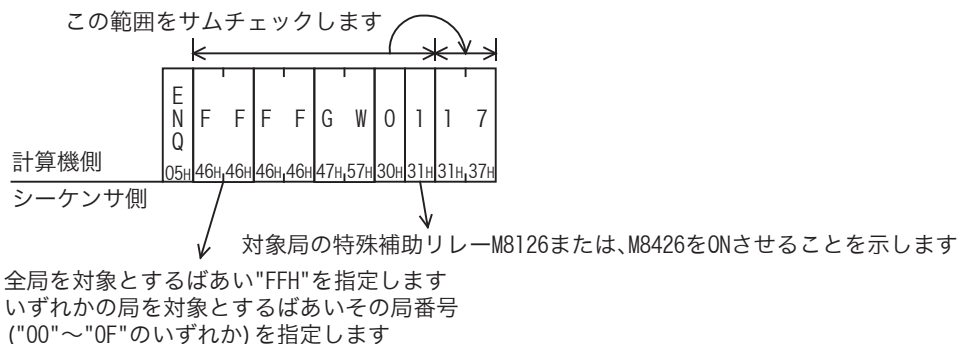 この範囲をサムチェックします
ENQ
F F F F G W 0 1 1 7
計算機側
05H 46H 46H 46H 46H 47H 57H 30H 31H 31H 37H
シーケンサ側
対象局の特殊補助リレーM8126または、M8426をONさせることを示します
全局を対象とするばあい"FFH"を指定します
いずれかの局を対象とするばあいその局番号
("00"～"0F"のいずれか)を指定します